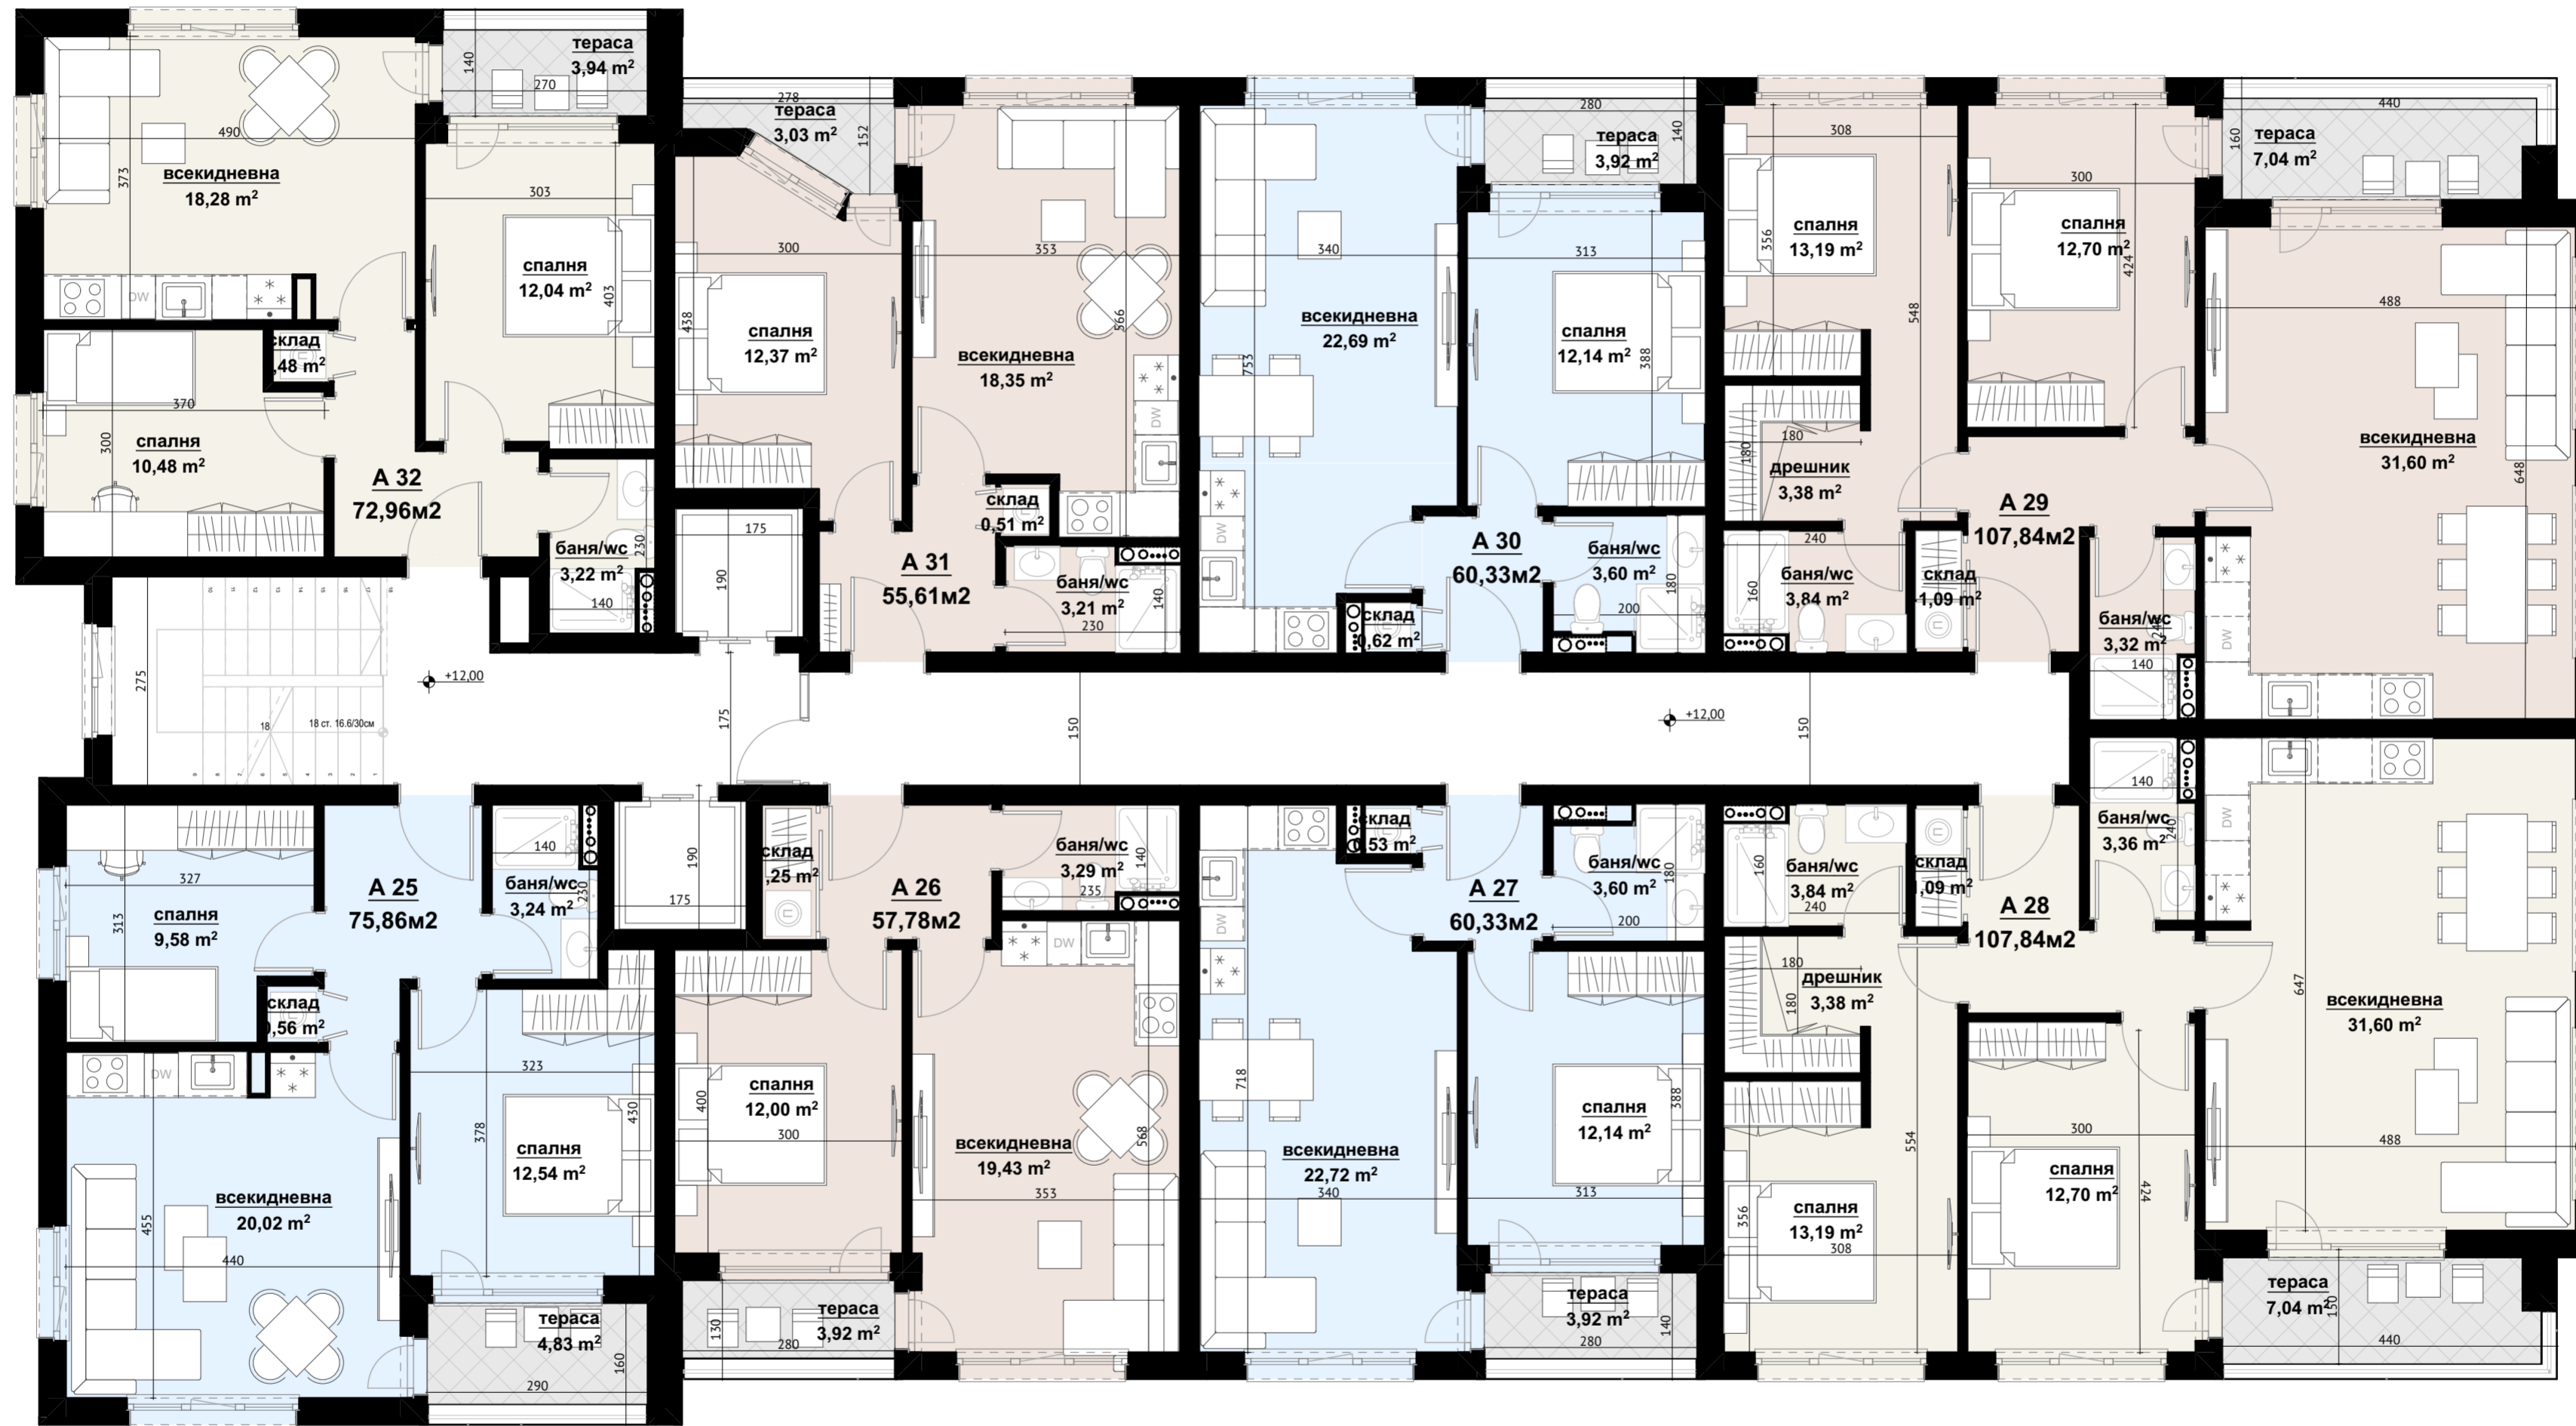 тераса
3,94 m²
140
270
490
373
всекидневна
18,28 m²
DW
303
спалня
12,04 m²
403
склад
,48 m²
370
300
спалня
10,48 m²
А 32
72,96м2
баня/wc
3,22 m²
230
140
278
тераса
3,03 m²
152
300
438
спалня
12,37 m²
353
566
всекидневна
18,35 m²
DW
склад
0,51 m²
А 31
55,61м2
баня/wc
3,21 m²
140
230
175
190
280
тераса
3,92 m²
140
340
всекидневна
22,69 m²
753
DW
313
спалня
12,14 m²
388
А 30
60,33м2
баня/wc
3,60 m²
180
200
склад
0,62 m²
308
спалня
13,19 m²
356
548
180
180
дрешник
3,38 m²
240
160
баня/wc
3,84 m²
склад
1,09 m²
300
спалня
12,70 m²
424
А 29
107,84м2
440
160
тераса
7,04 m²
488
всекидневна
31,60 m²
648
DW
баня/wc
3,32 m²
240
140
275
+12,00
18
18 ст. 16.6/30см
175
150
+12,00
150
327
313
спалня
9,58 m²
А 25
75,86м2
140
баня/wc
3,24 m²
230
склад
0,56 m²
DW
455
всекидневна
20,02 m²
440
323
378
430
спалня
12,54 m²
тераса
4,83 m²
160
290
190
175
склад
,25 m²
А 26
57,78м2
баня/wc
3,29 m²
140
235
DW
400
спалня
12,00 m²
300
568
всекидневна
19,43 m²
353
130
тераса
3,92 m²
280
склад
0,53 m²
DW
718
всекидневна
22,72 m²
340
А 27
60,33м2
баня/wc
3,60 m²
180
200
388
спалня
12,14 m²
313
тераса
3,92 m²
140
280
160
баня/wc
3,84 m²
240
склад
1,09 m²
А 28
107,84м2
180
180
дрешник
3,38 m²
554
356
спалня
13,19 m²
308
300
спалня
12,70 m²
424
140
баня/wc
3,36 m²
240
DW
647
всекидневна
31,60 m²
488
тераса
7,04 m²
150
440